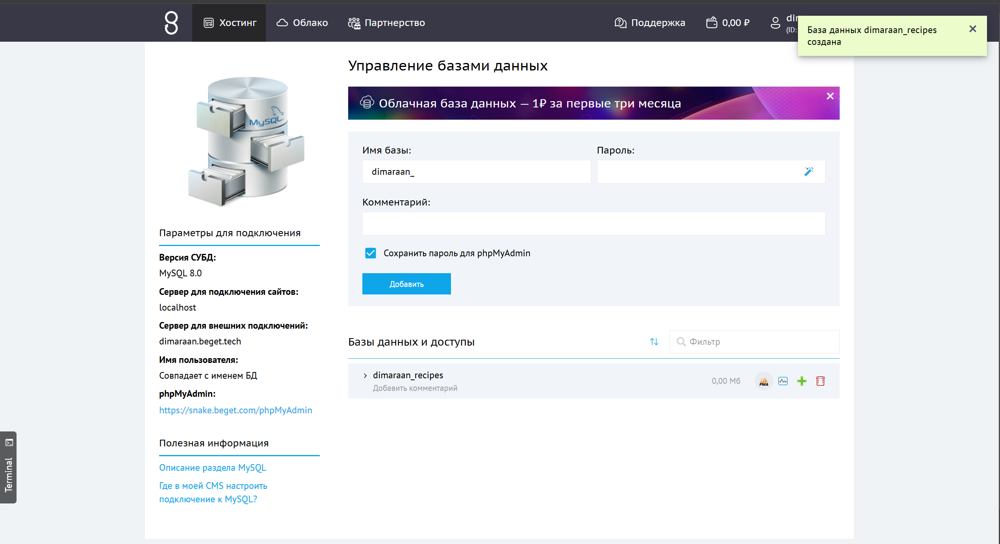 Хостинг
Облако
Партнерство
Поддержка
0,00 ₽
(ID:
База данных dimaraan_recipes
создана
Управление базами данных
Облачная база данных — 1₽ за первые три месяца
MySQL
Имя базы:
Пароль:
dimaraan_
Комментарий:
Сохранить пароль для phpMyAdmin
Добавить
Параметры для подключения
Версия СУБД:
MySQL 8.0
Сервер для подключения сайтов:
localhost
Сервер для внешних подключений:
dimaraan.beget.tech
Имя пользователя:
Совпадает с именем БД
phpMyAdmin:
https://snake.beget.com/phpMyAdmin
Полезная информация
Описание раздела MySQL
Где в моей CMS настроить
подключение к MySQL?
Базы данных и доступы
Фильтр
dimaraan_recipes
Добавить комментарий
0,00 Мб
PMA
Terminal